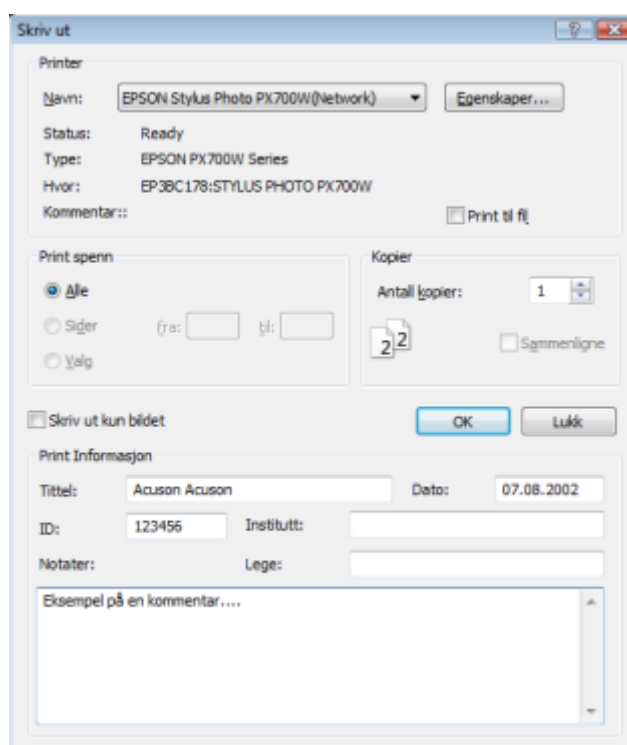 Skriv ut
Printer
Navn: EPSON Stylus Photo PX700W(Network) Egenskaper...
Status: Ready
Type: EPSON PX700W Series
Hvor: EP3BC178:STYLUS PHOTO PX700W
Kommentar:: Print til fil
Print spenn Kopier
Alle Antall kopier: 1
Sider fra: til:
22 Sammenligne
Valg
Skriv ut kun bildet OK Lukk
Print Informasjon
Tittel: Acuson Acuson Dato: 07.08.2002
ID: 123456 Institutt:
Notater: Lege:
Eksempel på en kommentar....